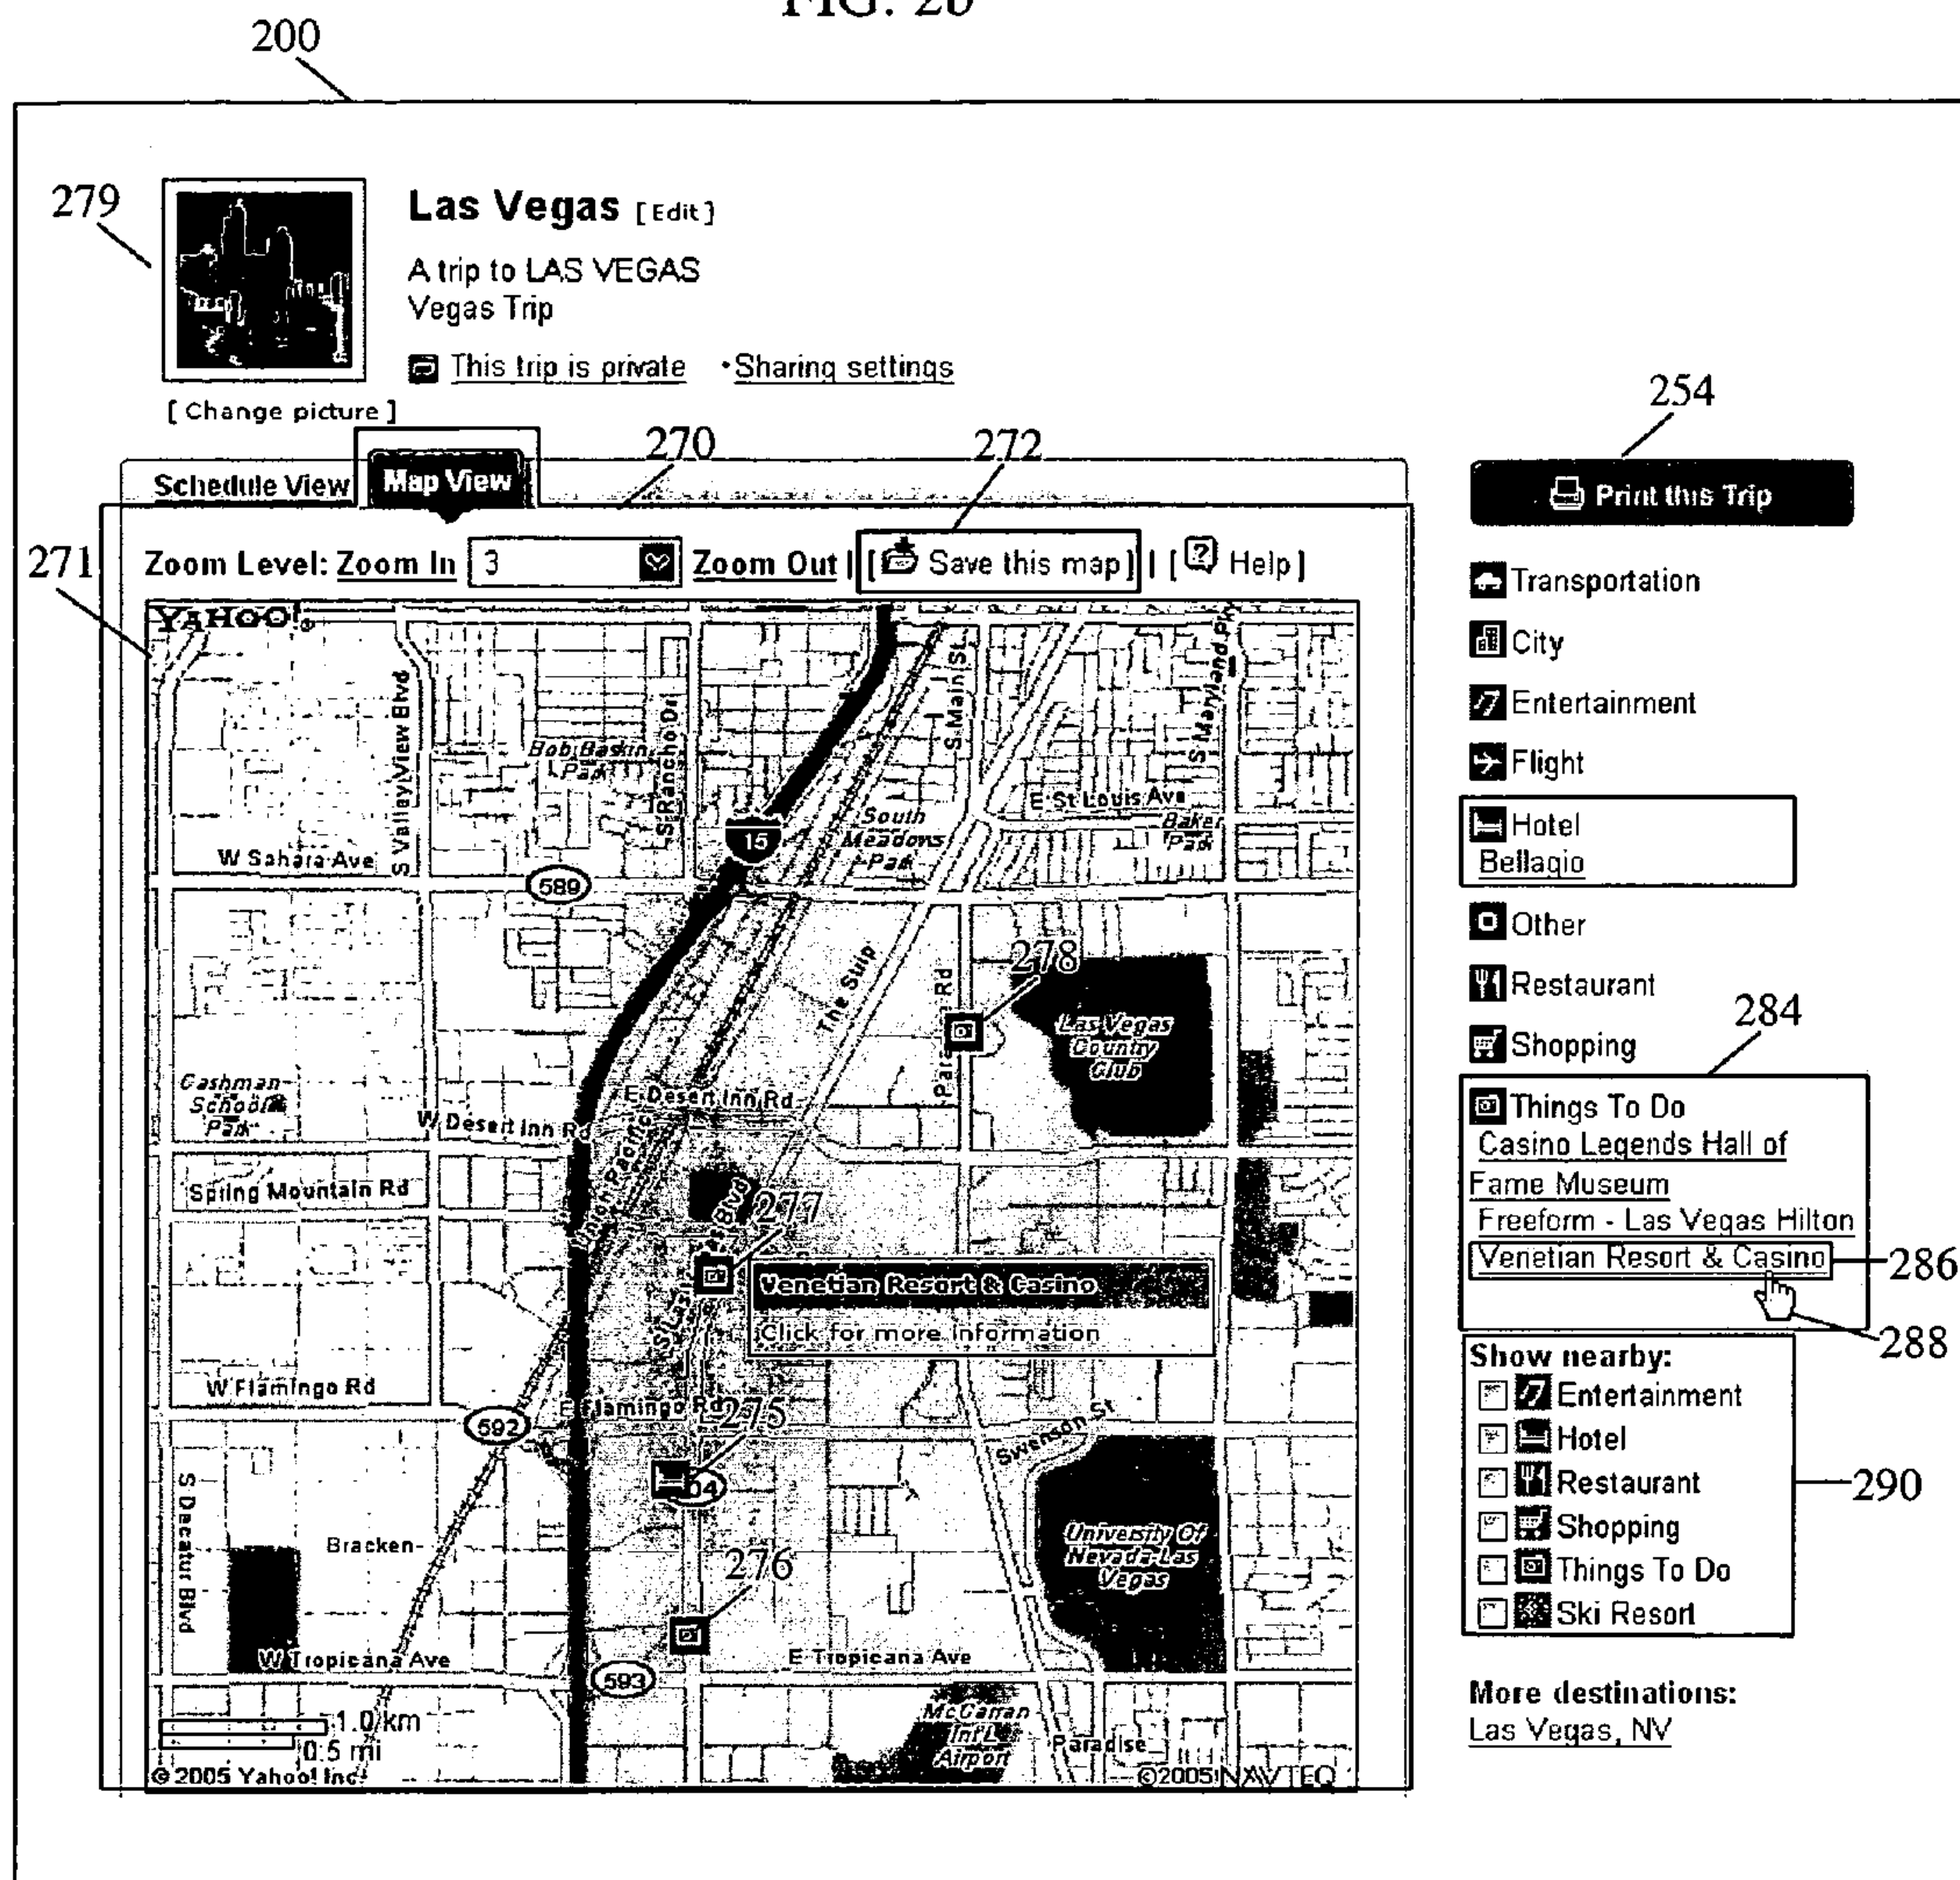 FIG. 2b
200
279
Las Vegas [Edit]
A trip to LAS VEGAS
Vegas Trip
This trip is private •Sharing settings
[Change picture]
254
270
272
Schedule View
Map View
Print this Trip
271
Zoom Level: Zoom In 3 Zoom Out | [Save this map] | [? Help]
Transportation
City
Entertainment
Flight
Hotel
Bellagio
Other
Restaurant
Shopping
284
Things To Do
Casino Legends Hall of
Fame Museum
Freeform - Las Vegas Hilton
Venetian Resort & Casino
286
288
Show nearby:
Entertainment
Hotel
Restaurant
Shopping
Things To Do
Ski Resort
290
More destinations:
Las Vegas, NV
YAHOO!
S Valley View Blvd
Bob Baskin
Park
S Rancho Dr
S Main St
S Maryland Pky
15
South
Meadows
Park
E St Louis Ave
Baker
Park
W Sahara Ave
589
The Strip
278
Rd
Las Vegas
Country
Club
Cashman
School
Park
E Desert Inn Rd
W Desert Inn Rd
Union Pacific
Spring Mountain Rd
Blvd
277
Venetian Resort & Casino
Click for more information
W Flamingo Rd
592
E Flamingo Rd
275
Swenson St
04
S Decatur Blvd
Bracken
276
University Of
Nevada-Las
Vegas
W Tropicana Ave
593
E Tropicana Ave
1.0 km
0.5 mi
McCarran
Int'L
Airport
Paradise
© 2005 Yahoo! Inc
©2005 NAVTEQ